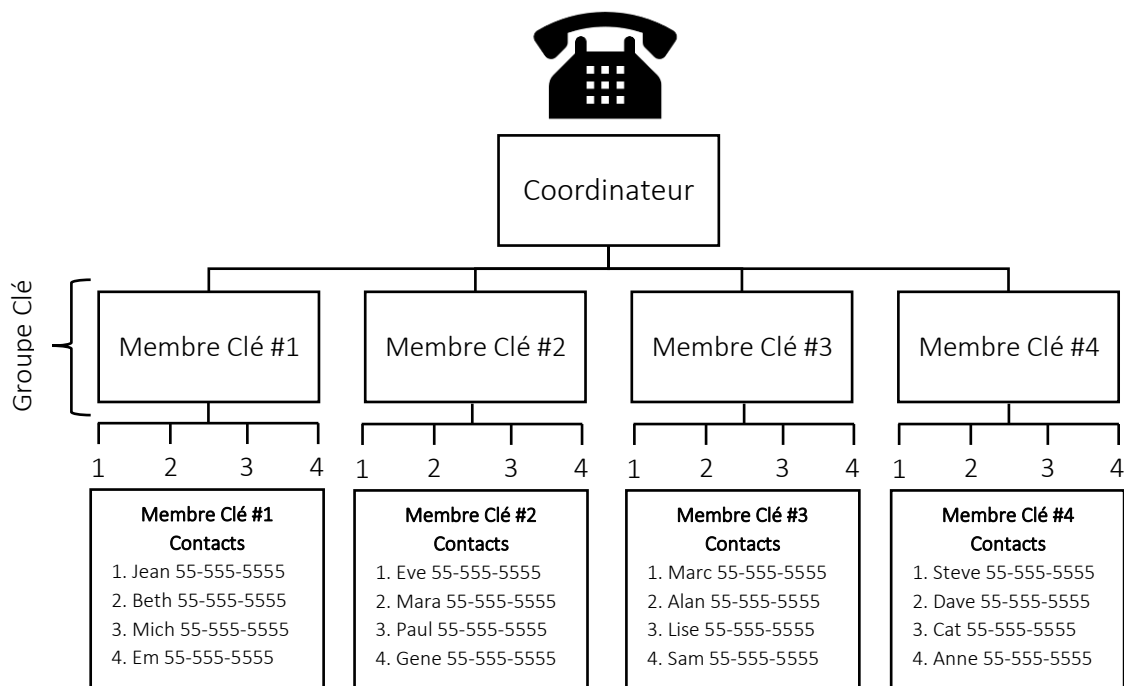 Coordinateur
Groupe Clé
Membre Clé #1
Membre Clé #2
Membre Clé #3
Membre Clé #4
1 2 3 4
1 2 3 4
1 2 3 4
1 2 3 4
Membre Clé #1
Contacts
1. Jean 55-555-5555
2. Beth 55-555-5555
3. Mich 55-555-5555
4. Em 55-555-5555
Membre Clé #2
Contacts
1. Eve 55-555-5555
2. Mara 55-555-5555
3. Paul 55-555-5555
4. Gene 55-555-5555
Membre Clé #3
Contacts
1. Marc 55-555-5555
2. Alan 55-555-5555
3. Lise 55-555-5555
4. Sam 55-555-5555
Membre Clé #4
Contacts
1. Steve 55-555-5555
2. Dave 55-555-5555
3. Cat 55-555-5555
4. Anne 55-555-5555